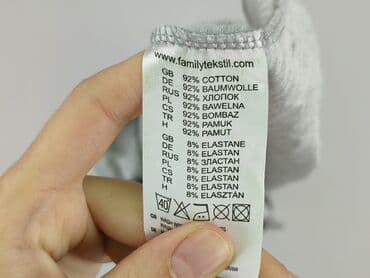 www.familytekstil.com
GB 92% COTTON
DE 92% BAUMWOLLE
RUS 92% ХЛОПОК
PL 92% BAWELNA
CS 92% BOMBAZ
TR 92% PAMUK
H 92% PAMUT
GB 8% ELASTANE
DE 8% ELASTAN
RUS 8% ЭЛАСТАН
PL 8% ELASTAN
CS 8% ELASTAN
TR 8% ELASTAN
H 8% ELASZTÁN
40
GB